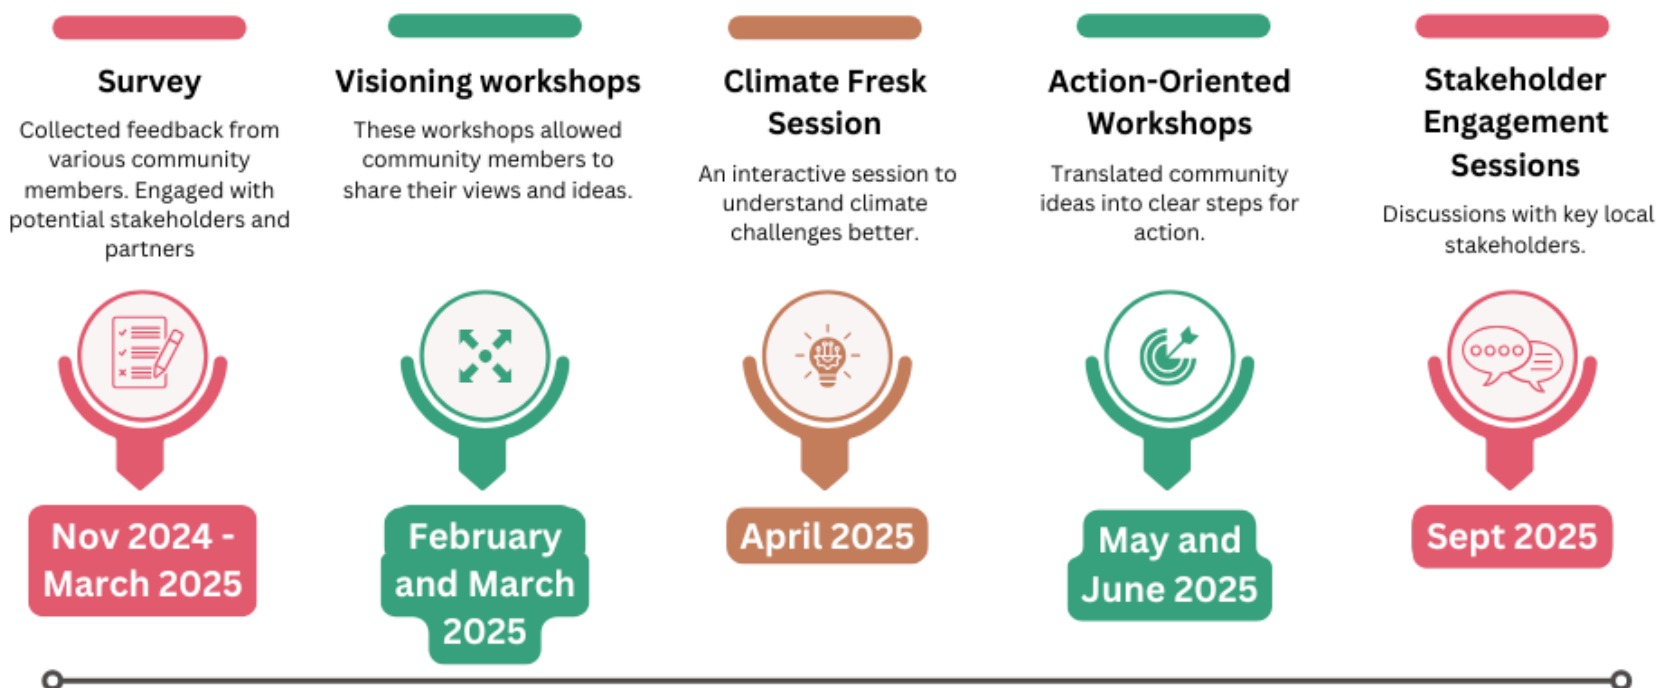 Survey
Collected feedback from
various community
members. Engaged with
potential stakeholders and
partners
Nov 2024 -
March 2025
Visioning workshops
These workshops allowed
community members to
share their views and ideas.
February
and March
2025
Climate Fresk
Session
An interactive session to
understand climate
challenges better.
April 2025
Action-Oriented
Workshops
Translated community
ideas into clear steps for
action.
May and
June 2025
Stakeholder
Engagement
Sessions
Discussions with key local
stakeholders.
Sept 2025